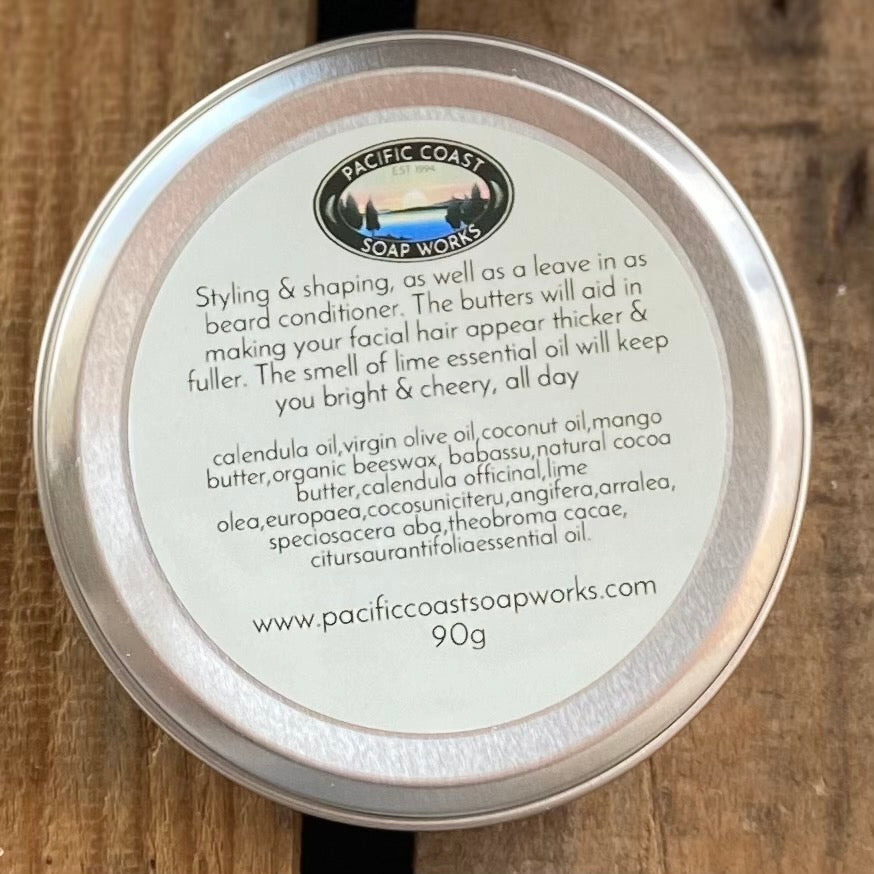 PACIFIC COAST
EST 1994
SOAP WORKS
Styling & shaping, as well as a leave in as
beard conditioner. The butters will aid in
making your facial hair appear thicker &
fuller. The smell of lime essential oil will keep
you bright & cheery, all day
calendula oil,virgin olive oil,coconut oil,mango
butter,organic beeswax, babassu,natural cocoa
butter,calendula officinal,lime
olea,europaea,cocosuniciteru,angifera,arralea,
speciosacera aba,theobroma cacae,
citursaurantifoliaessential oil.
www.pacificcoastsoapworks.com
90g